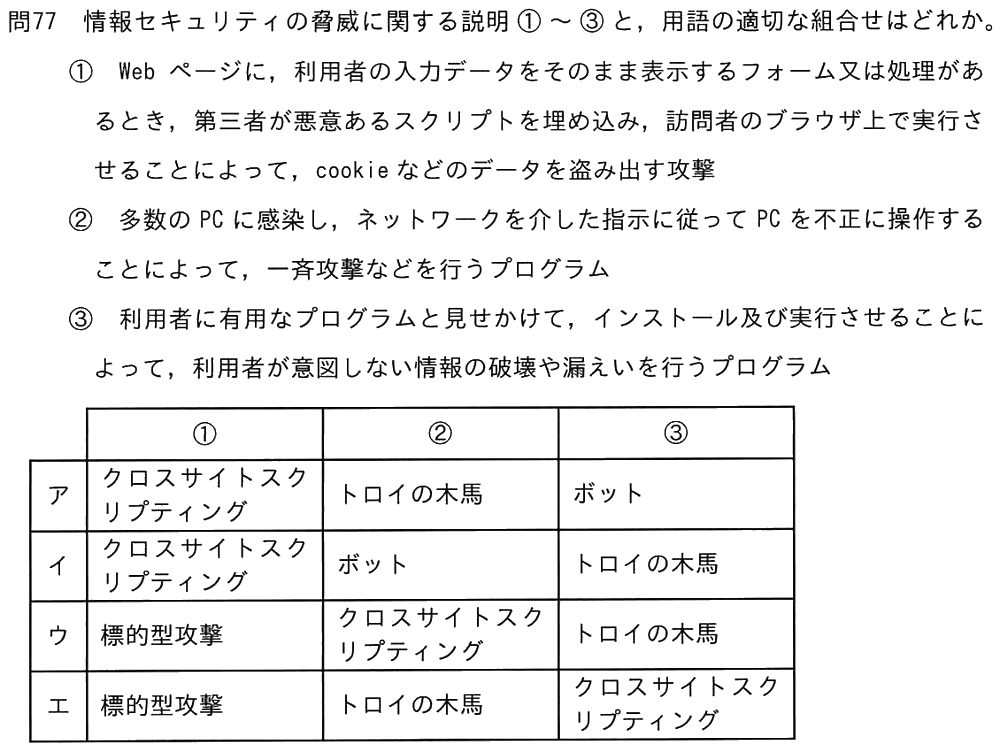 問77 情報セキュリティの脅威に関する説明①～③と，用語の適切な組合せはどれか。
① Web ページに，利用者の入力データをそのまま表示するフォーム又は処理があ
るとき，第三者が悪意あるスクリプトを埋め込み，訪問者のブラウザ上で実行さ
せることによって，cookie などのデータを盗み出す攻撃
② 多数の PC に感染し，ネットワークを介した指示に従って PC を不正に操作する
ことによって，一斉攻撃などを行うプログラム
③ 利用者に有用なプログラムと見せかけて，インストール及び実行させることに
よって，利用者が意図しない情報の破壊や漏えいを行うプログラム
① ② ③
ア クロスサイトスク
リプティング トロイの木馬 ボット
イ クロスサイトスク
リプティング ボット トロイの木馬
ウ 標的型攻撃 クロスサイトスク
リプティング トロイの木馬
エ 標的型攻撃 トロイの木馬 クロスサイトスク
リプティング